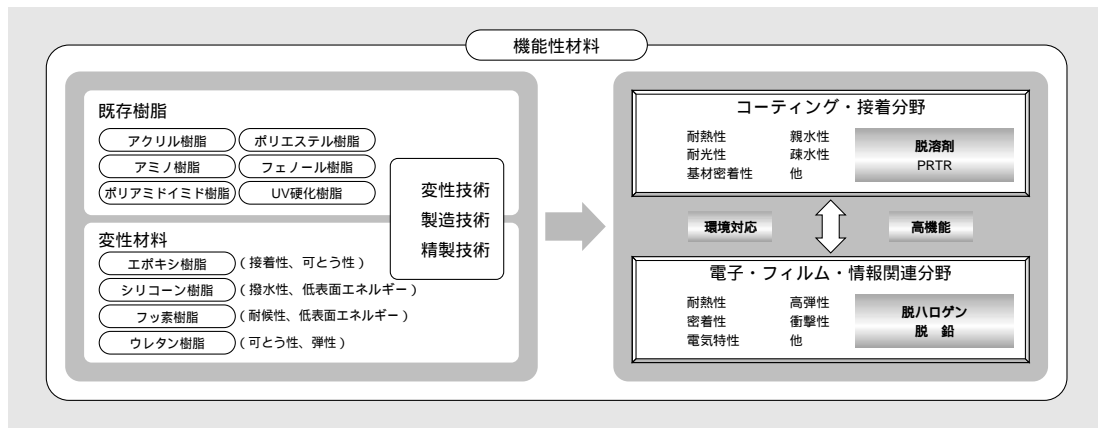 機能性材料
既存樹脂
アクリル樹脂 ポリエステル樹脂
アミノ樹脂 フェノール樹脂
ポリアミドイミド樹脂 UV硬化樹脂
変性材料
エポキシ樹脂 (接着性、可とう性)
シリコーン樹脂 (撥水性、低表面エネルギー)
フッ素樹脂 (耐候性、低表面エネルギー)
ウレタン樹脂 (可とう性、弾性)
変性技術
製造技術
精製技術
コーティング・接着分野
耐熱性 親水性
耐光性 疎水性
基材密着性 他
脱溶剤
PRTR
環境対応 高機能
電子・フィルム・情報関連分野
耐熱性 高弾性
密着性 衝撃性
電気特性 他
脱ハロゲン
脱 鉛